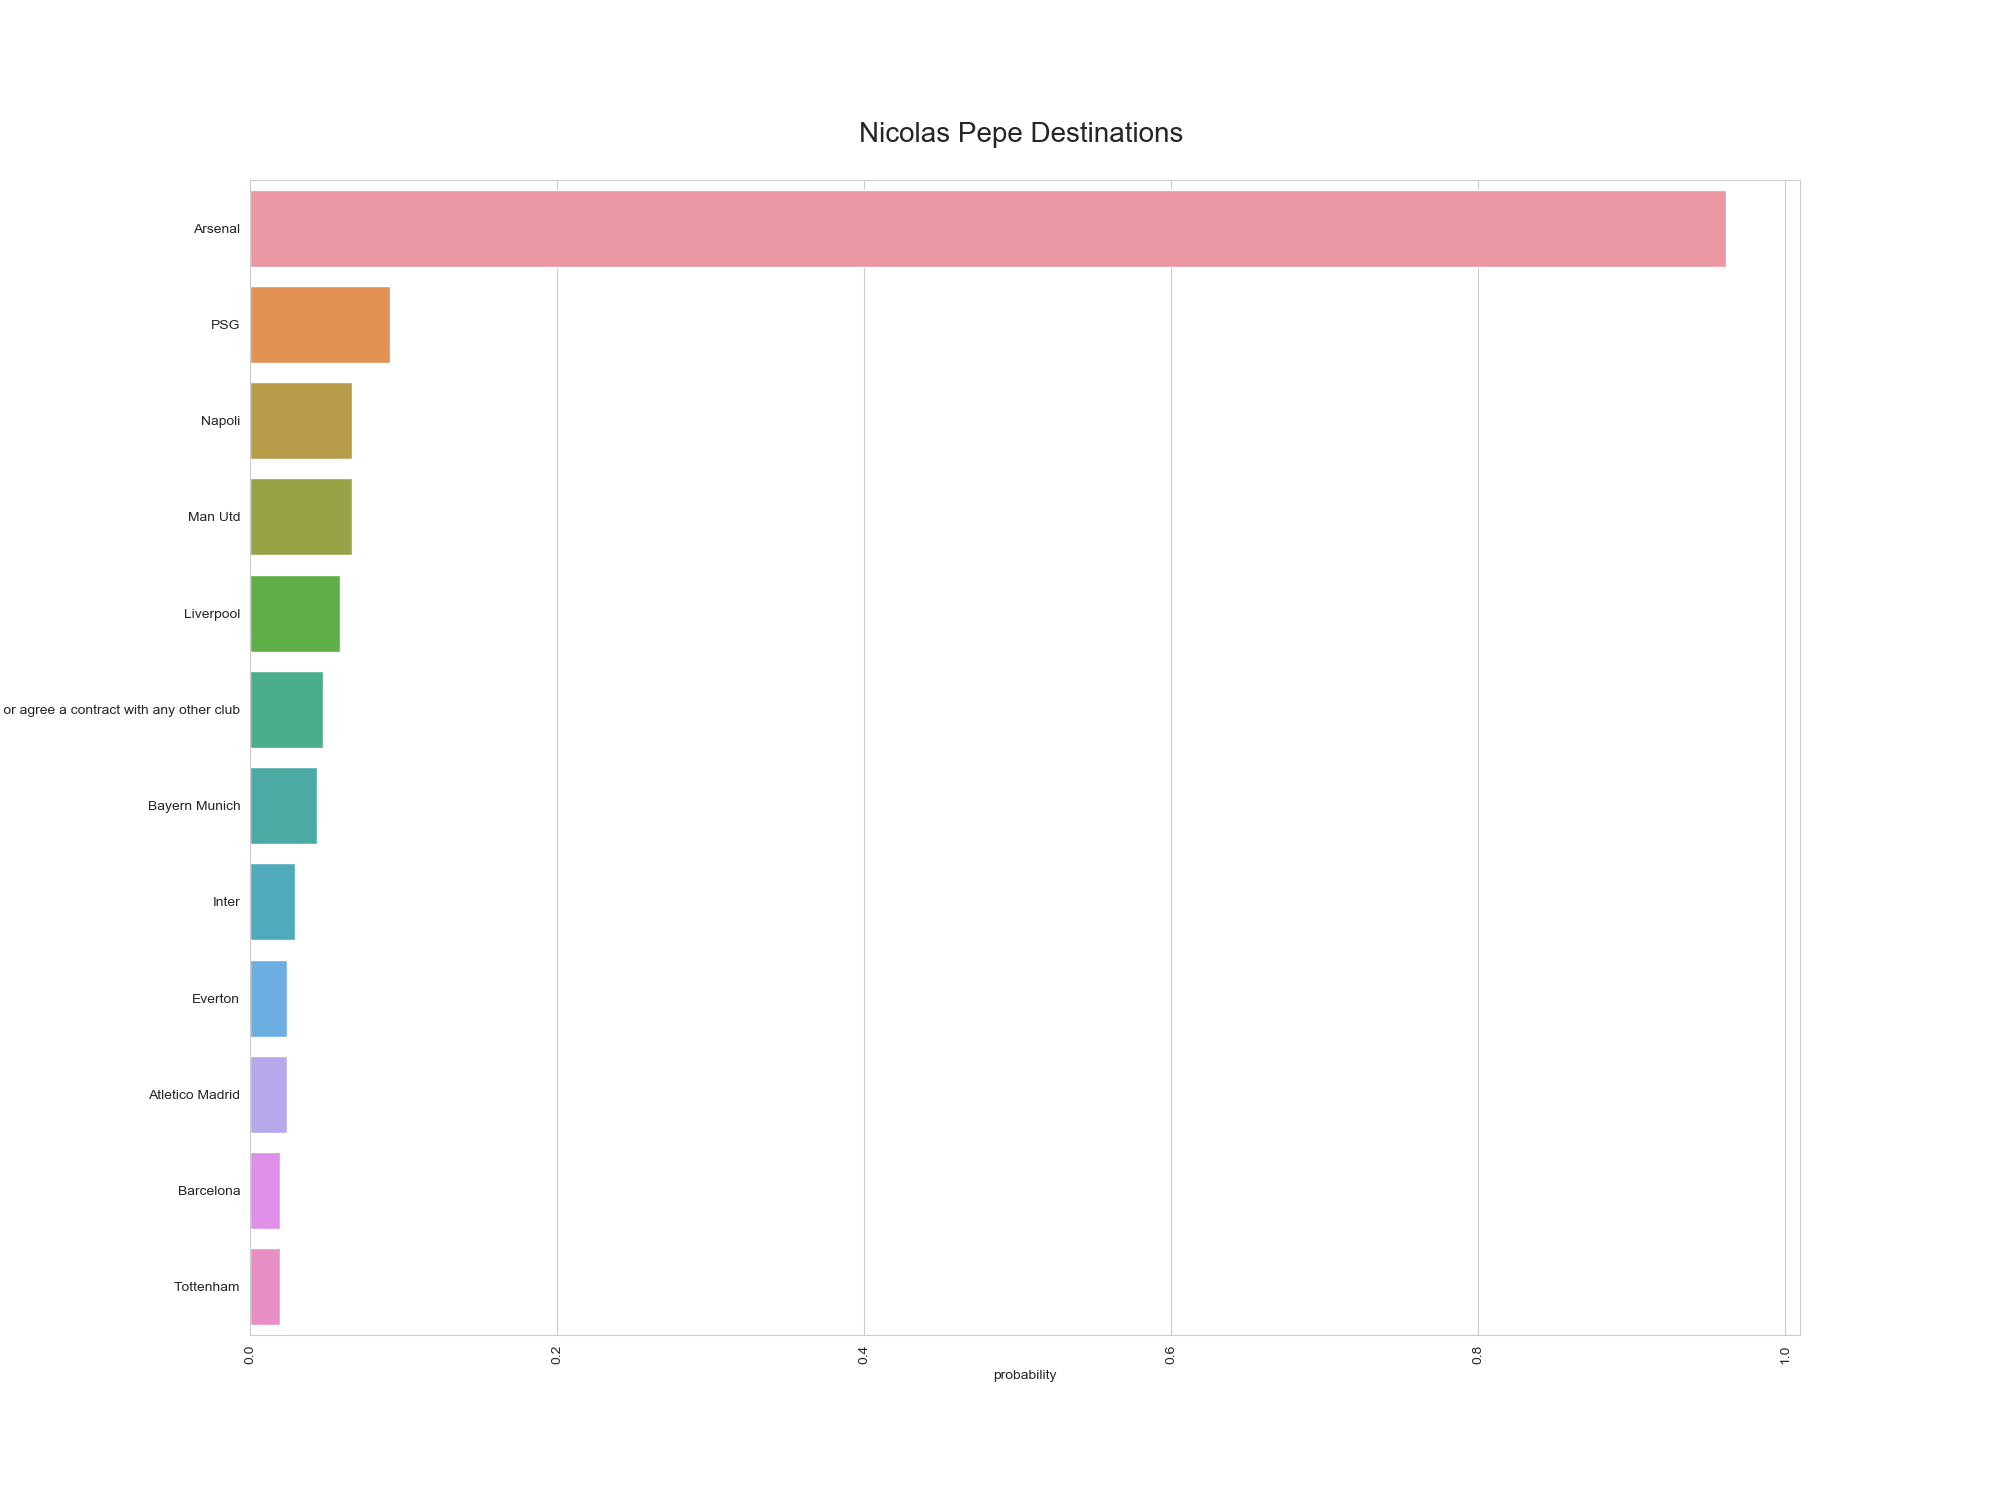 Nicolas Pepe Destinations
Arsenal
PSG
Napoli
Man Utd
Liverpool
or agree a contract with any other club
Bayern Munich
Inter
Everton
Atletico Madrid
Barcelona
Tottenham
0.0 0.2 0.4 0.6 0.8 1.0
probability